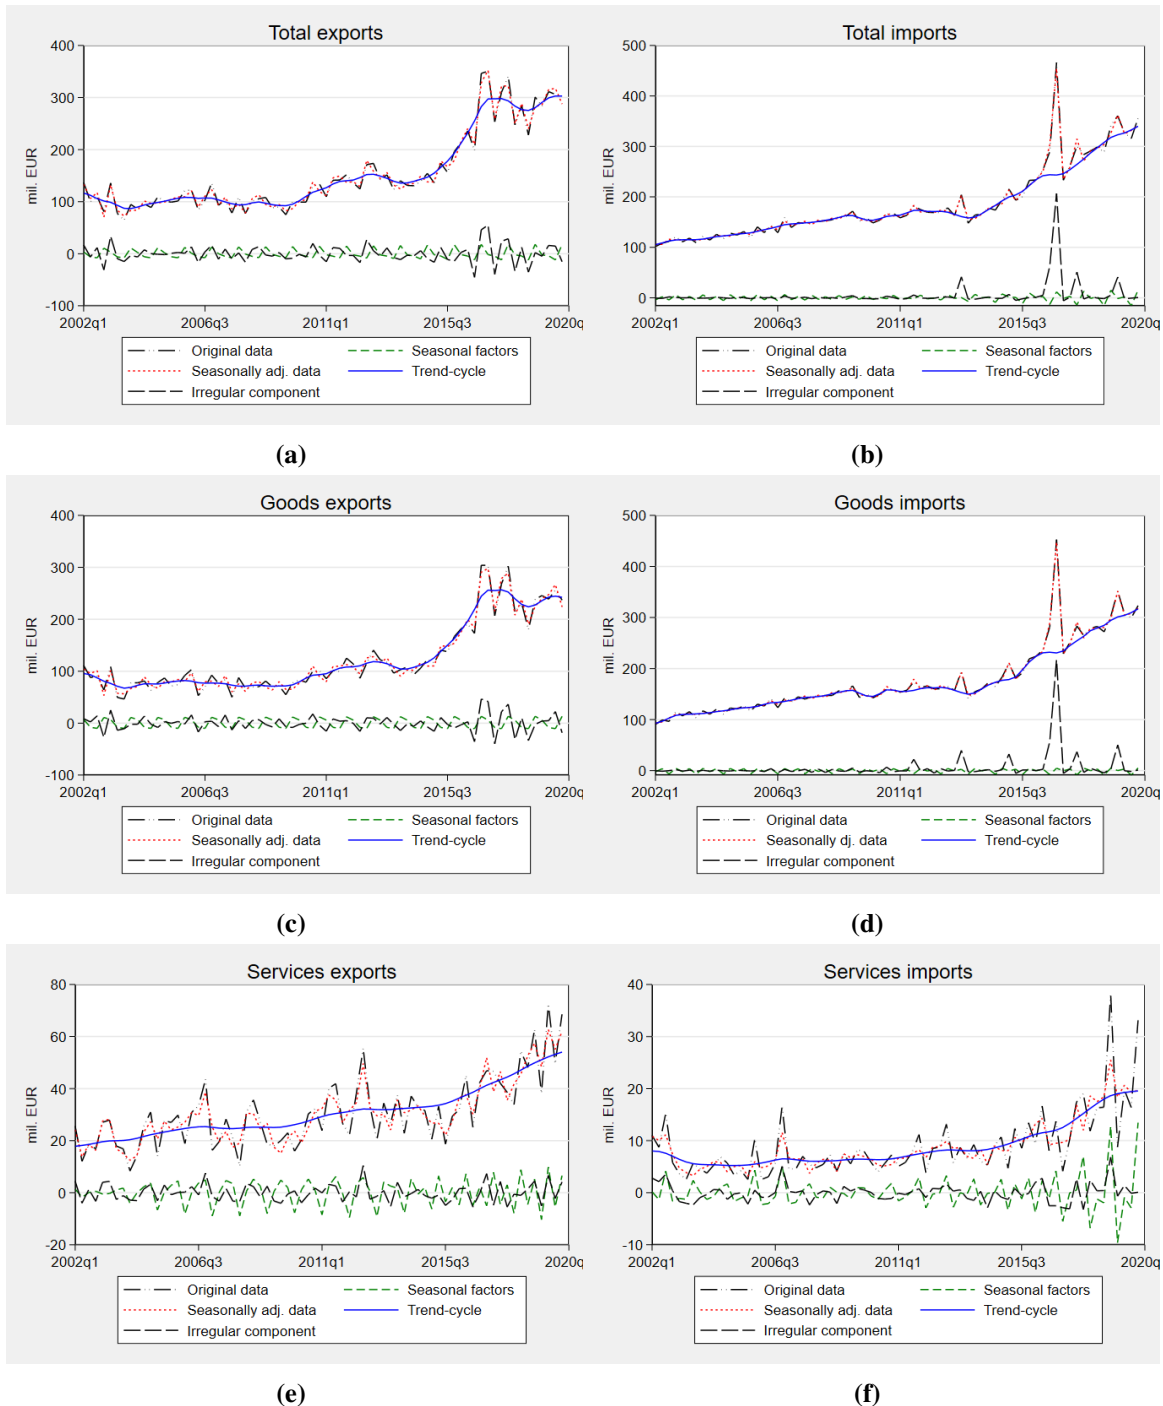 Total exports
400
300
200
100
0
-100
mil. EUR
2002q1 2006q3 2011q1 2015q3 2020q
Original data Seasonal factors
Seasonally adj. data Trend-cycle
Irregular component
(a)
Total imports
500
400
300
200
100
0
mil. EUR
2002q1 2006q3 2011q1 2015q3 2020q
Original data Seasonal factors
Seasonally adj. data Trend-cycle
Irregular component
(b)
Goods exports
400
300
200
100
0
-100
mil. EUR
2002q1 2006q3 2011q1 2015q3 2020q
Original data Seasonal factors
Seasonally adj. data Trend-cycle
Irregular component
(c)
Goods imports
500
400
300
200
100
0
mil. EUR
2002q1 2006q3 2011q1 2015q3 2020q
Original data Seasonal factors
Seasonally dj. data Trend-cycle
Irregular component
(d)
Services exports
80
60
40
20
0
-20
mil. EUR
2002q1 2006q3 2011q1 2015q3 2020q
Original data Seasonal factors
Seasonally adj. data Trend-cycle
Irregular component
(e)
Services imports
40
30
20
10
0
-10
mil. EUR
2002q1 2006q3 2011q1 2015q3 2020q
Original data Seasonal factors
Seasonally adj. data Trend-cycle
Irregular component
(f)